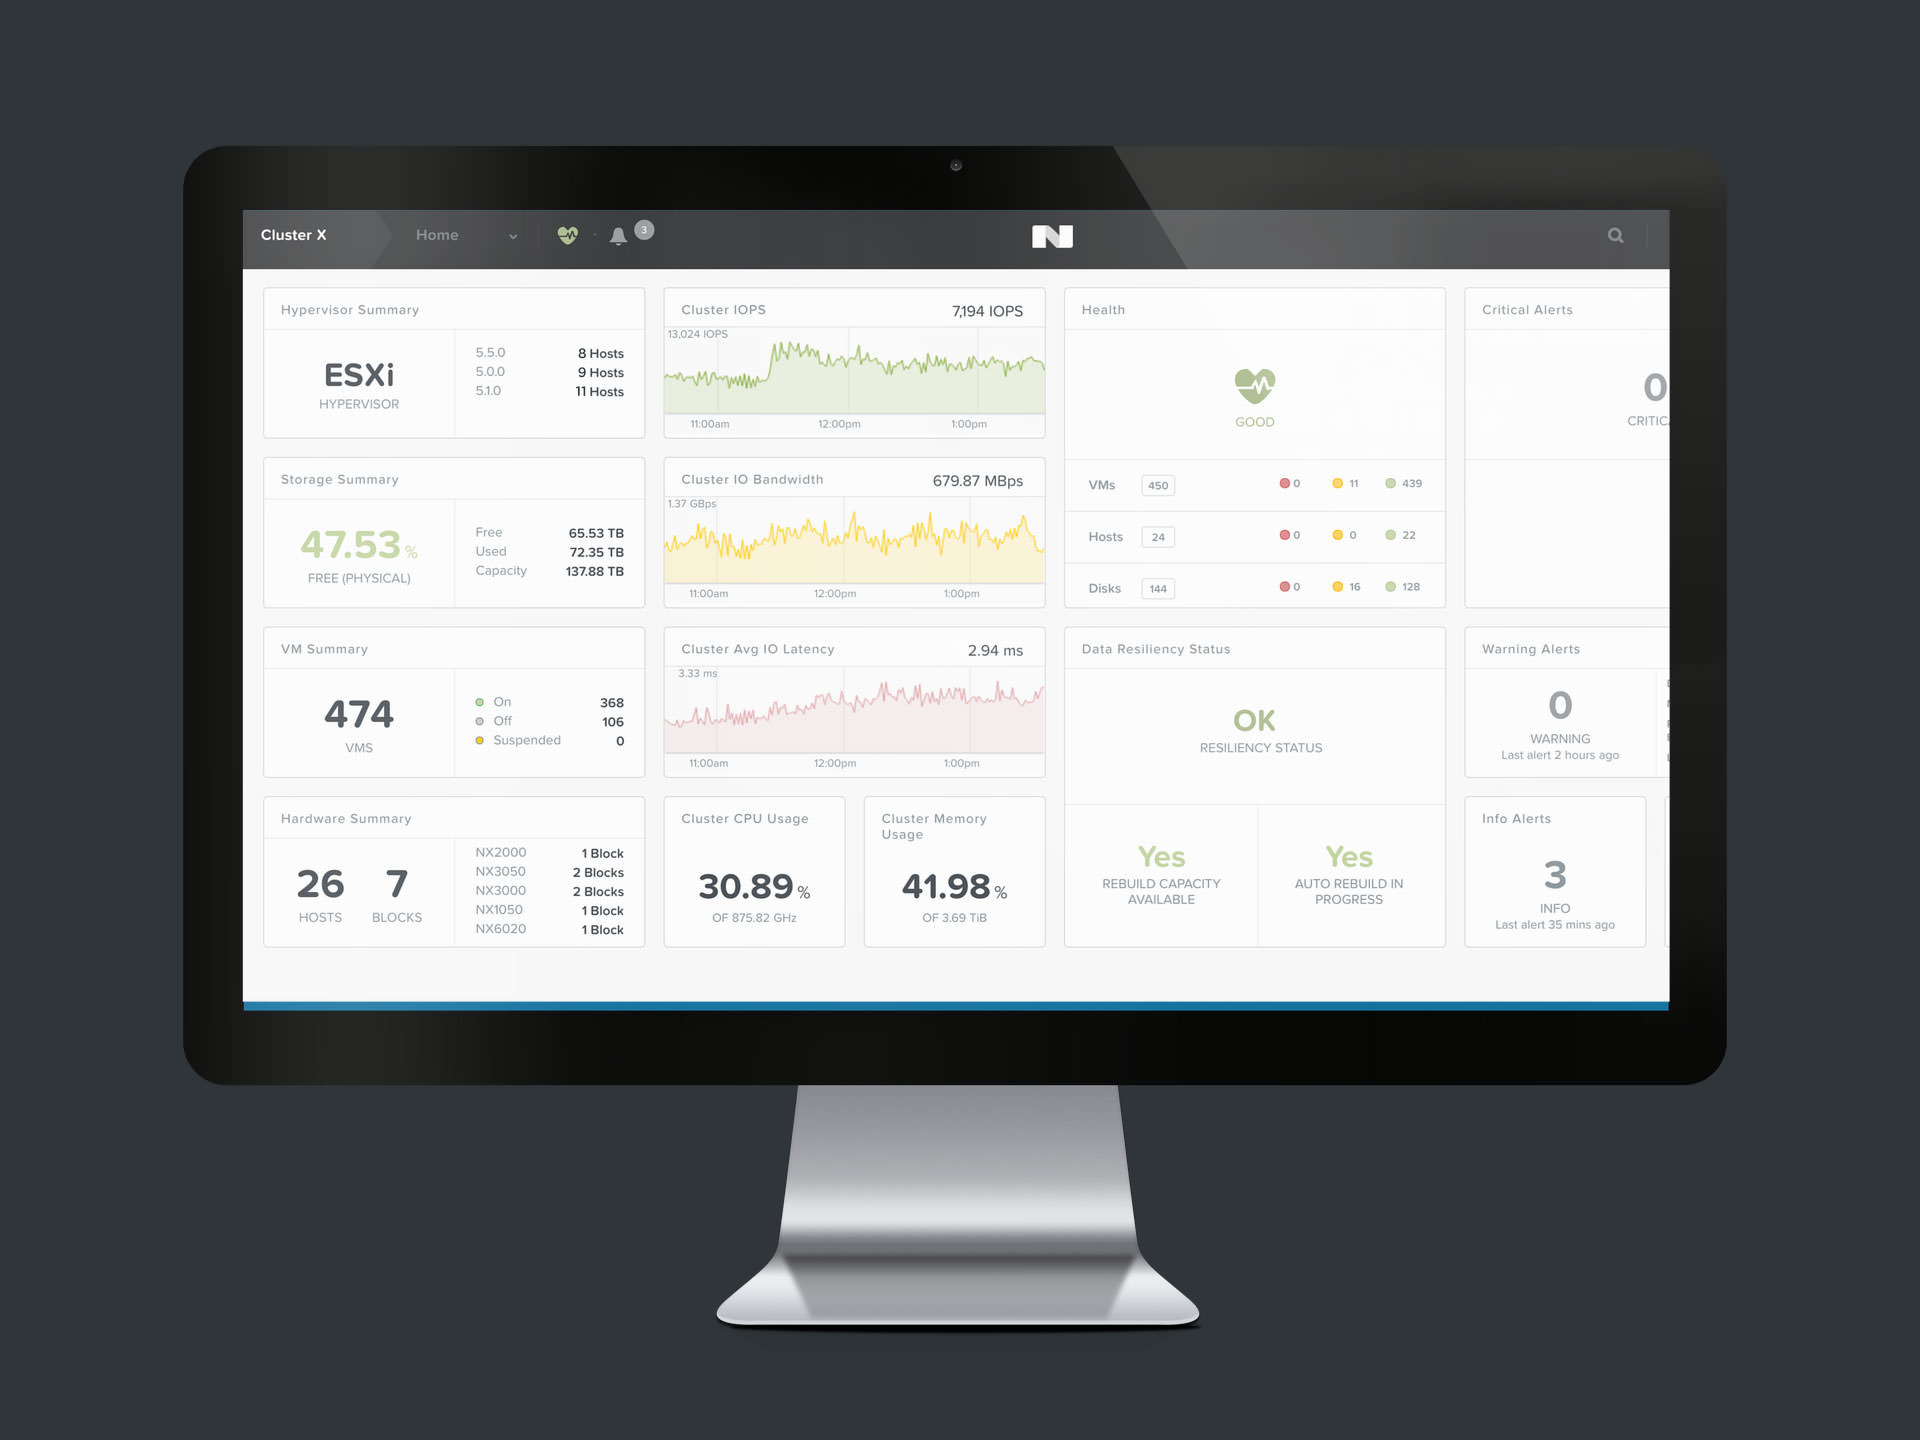 Cluster X
Home
3
Hypervisor Summary
ESXi
HYPERVISOR
5.5.0 8 Hosts
5.0.0 9 Hosts
5.1.0 11 Hosts
Storage Summary
47.53 %
FREE (PHYSICAL)
Free 65.53 TB
Used 72.35 TB
Capacity 137.88 TB
VM Summary
474
VMS
On 368
Off 106
Suspended 0
Hardware Summary
26 7
HOSTS BLOCKS
NX2000 1 Block
NX3050 2 Blocks
NX3000 2 Blocks
NX1050 1 Block
NX6020 1 Block
Cluster IOPS 7,194 IOPS
13,024 IOPS
11:00am 12:00pm 1:00pm
Cluster IO Bandwidth 679.87 MBps
1.37 GBps
11:00am 12:00pm 1:00pm
Cluster Avg IO Latency 2.94 ms
3.33 ms
11:00am 12:00pm 1:00pm
Cluster CPU Usage
30.89 %
OF 875.82 GHz
Cluster Memory
Usage
41.98 %
OF 3.69 TiB
Health
GOOD
VMs 450 0 11 439
Hosts 24 0 0 22
Disks 144 0 16 128
Data Resiliency Status
OK
RESILIENCY STATUS
Yes
REBUILD CAPACITY
AVAILABLE
Yes
AUTO REBUILD IN
PROGRESS
Critical Alerts
0
Warning Alerts
0
WARNING
Last alert 2 hours ago
Info Alerts
3
INFO
Last alert 35 mins ago